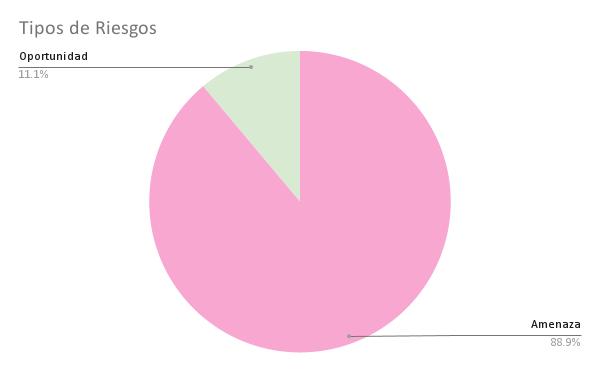 Tipos de Riesgos
Oportunidad
11.1%
Amenaza
88.9%